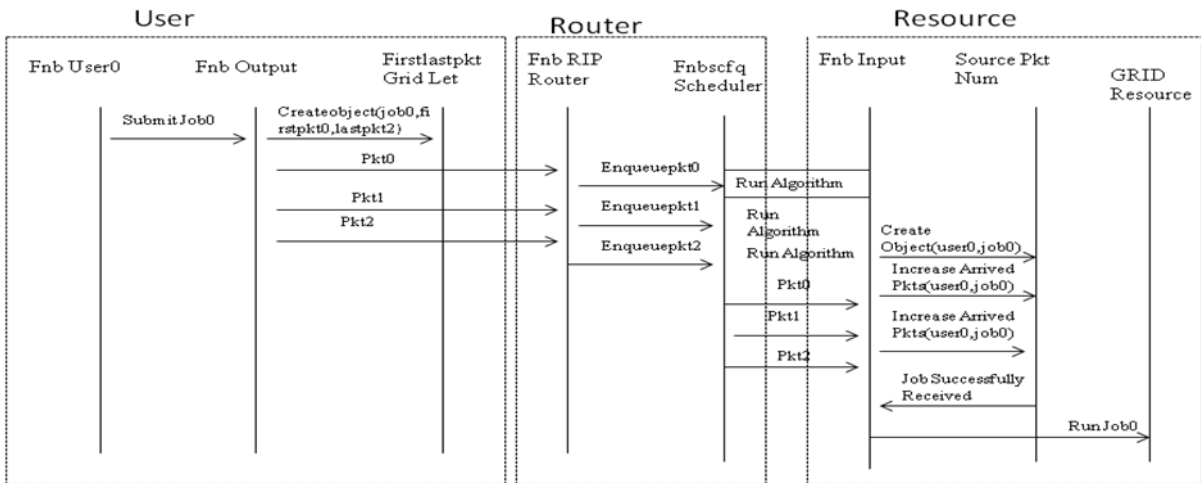 User
Router
Resource
Fnb User0
Fnb Output
Firstlastpkt
Grid Let
Fnb RIP
Router
Fnbscfq
Scheduler
Fnb Input
Source Pkt
Num
GRID
Resource
SubmitJob0
Createobject(job0,fi
rstpkt0,lastpkt2)
Pkt0
Enqueuepkt0
Run Algorithm
Pkt1
Enqueuepkt1
Run
Algorithm
Pkt2
Enqueuepkt2
Run Algorithm
Create
Object(user0,job0)
Pkt0
Increase Arrived
Pkts(user0,job0)
Pkt1
Increase Arrived
Pkts(user0,job0)
Pkt2
Job Successfully
Received
RunJob0